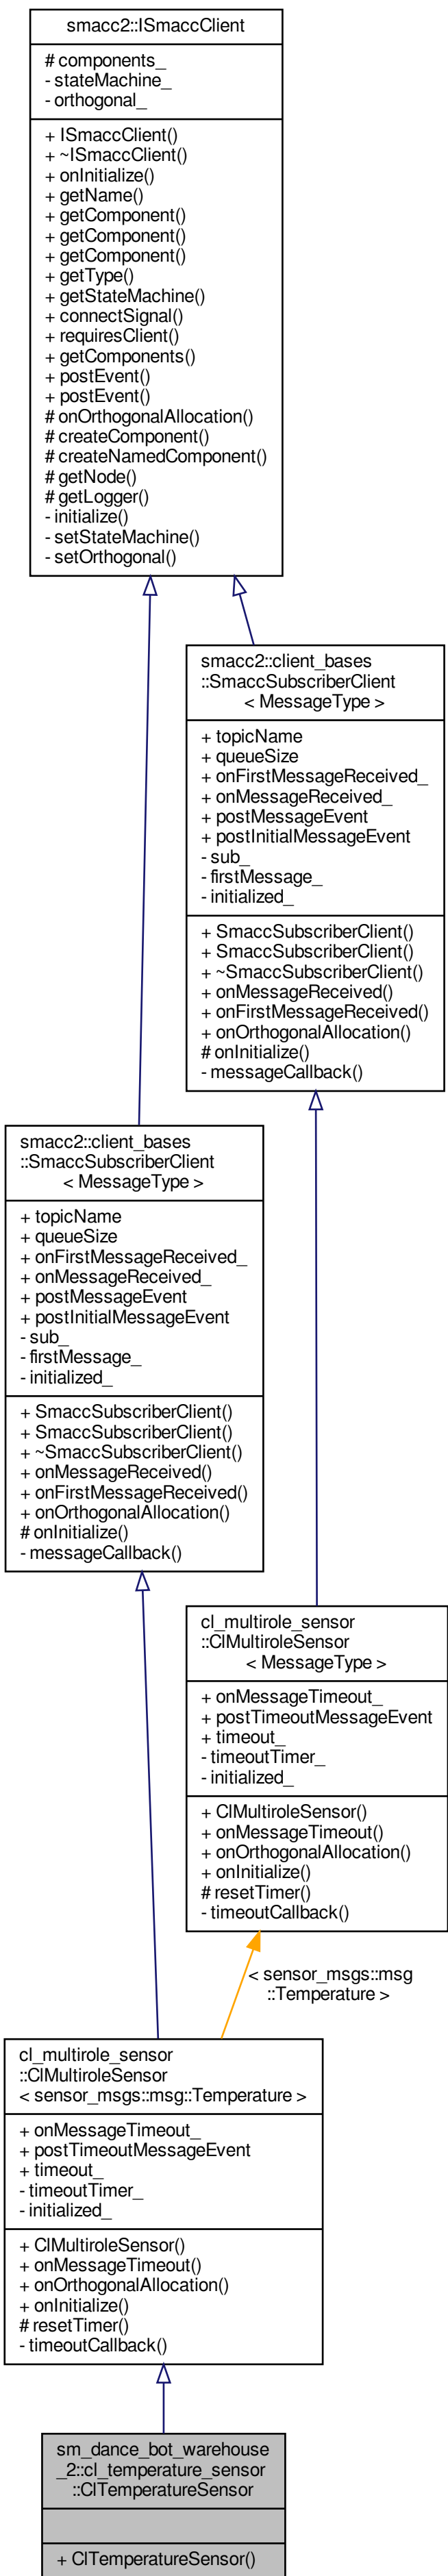 smacc2::ISmaccClient
# components_
- stateMachine_
- orthogonal_
+ ISmaccClient()
+ ~ISmaccClient()
+ onInitialize()
+ getName()
+ getComponent()
+ getComponent()
+ getComponent()
+ getType()
+ getStateMachine()
+ connectSignal()
+ requiresClient()
+ getComponents()
+ postEvent()
+ postEvent()
# onOrthogonalAllocation()
# createComponent()
# createNamedComponent()
# getNode()
# getLogger()
- initialize()
- setStateMachine()
- setOrthogonal()
smacc2::client_bases
::SmaccSubscriberClient
< MessageType >
+ topicName
+ queueSize
+ onFirstMessageReceived_
+ onMessageReceived_
+ postMessageEvent
+ postInitialMessageEvent
- sub_
- firstMessage_
- initialized_
+ SmaccSubscriberClient()
+ SmaccSubscriberClient()
+ ~SmaccSubscriberClient()
+ onMessageReceived()
+ onFirstMessageReceived()
+ onOrthogonalAllocation()
# onInitialize()
- messageCallback()
smacc2::client_bases
::SmaccSubscriberClient
< MessageType >
+ topicName
+ queueSize
+ onFirstMessageReceived_
+ onMessageReceived_
+ postMessageEvent
+ postInitialMessageEvent
- sub_
- firstMessage_
- initialized_
+ SmaccSubscriberClient()
+ SmaccSubscriberClient()
+ ~SmaccSubscriberClient()
+ onMessageReceived()
+ onFirstMessageReceived()
+ onOrthogonalAllocation()
# onInitialize()
- messageCallback()
cl_multirole_sensor
::ClMultiroleSensor
< MessageType >
+ onMessageTimeout_
+ postTimeoutMessageEvent
+ timeout_
- timeoutTimer_
- initialized_
+ ClMultiroleSensor()
+ onMessageTimeout()
+ onOrthogonalAllocation()
+ onInitialize()
# resetTimer()
- timeoutCallback()
< sensor_msgs::msg
::Temperature >
cl_multirole_sensor
::ClMultiroleSensor
< sensor_msgs::msg::Temperature >
+ onMessageTimeout_
+ postTimeoutMessageEvent
+ timeout_
- timeoutTimer_
- initialized_
+ ClMultiroleSensor()
+ onMessageTimeout()
+ onOrthogonalAllocation()
+ onInitialize()
# resetTimer()
- timeoutCallback()
sm_dance_bot_warehouse
_2::cl_temperature_sensor
::ClTemperatureSensor
+ ClTemperatureSensor()